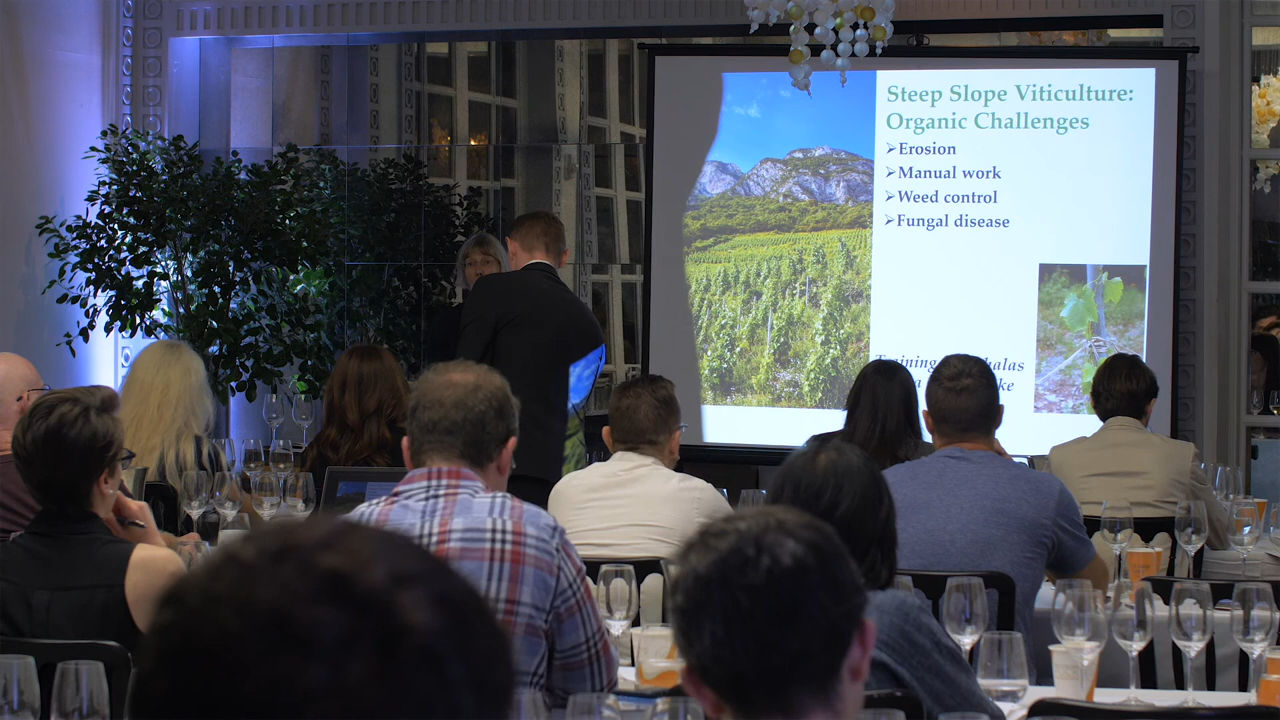 Steep Slope Viticulture:
Organic Challenges
➢Erosion
➢Manual work
➢Weed control
➢Fungal disease